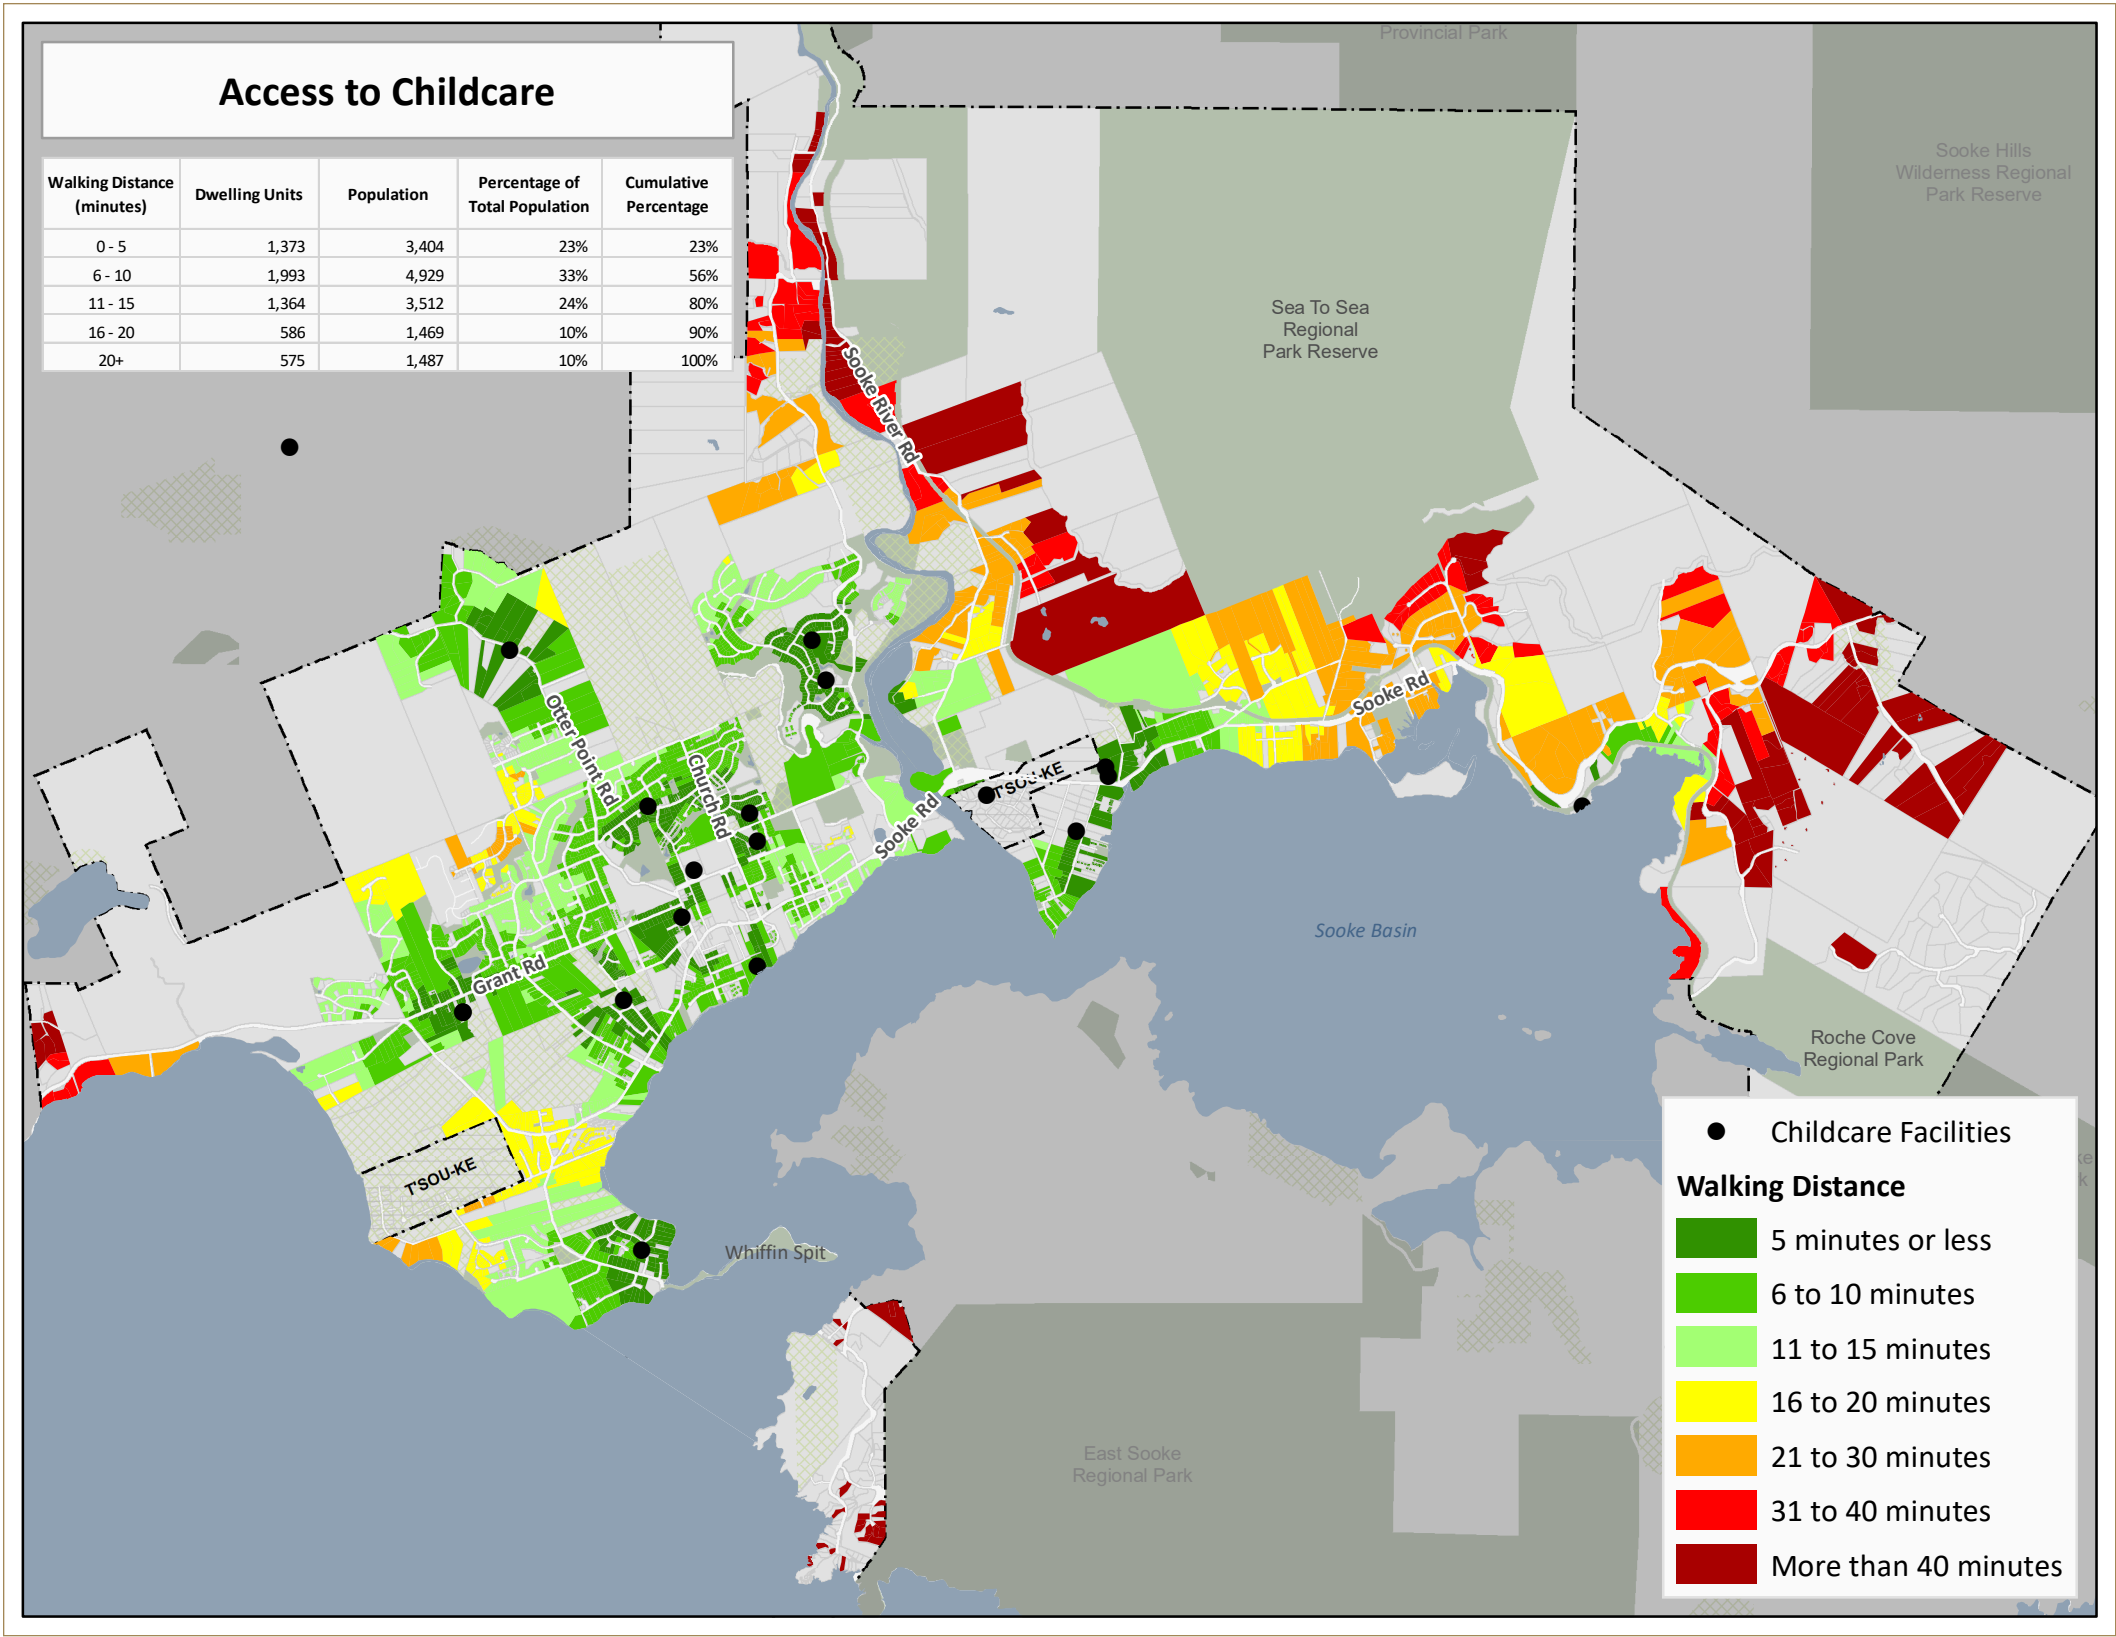 Access to Childcare
Walking Distance (minutes) Dwelling Units Population Percentage of Total Population Cumulative Percentage
0 - 5 1,373 3,404 23% 23%
6 - 10 1,993 4,929 33% 56%
11 - 15 1,364 3,512 24% 80%
16 - 20 586 1,469 10% 90%
20+ 575 1,487 10% 100%
Provincial Park
Sooke Hills
Wilderness Regional
Park Reserve
Sea To Sea
Regional
Park Reserve
Sooke River Rd
Otter Point Rd
Church Rd
Sooke Rd
Sooke Rd
T'SOU-KE
Grant Rd
Sooke Basin
Roche Cove
Regional Park
T'SOU-KE
Whiffin Spit
East Sooke
Regional Park
Childcare Facilities
Walking Distance
5 minutes or less
6 to 10 minutes
11 to 15 minutes
16 to 20 minutes
21 to 30 minutes
31 to 40 minutes
More than 40 minutes